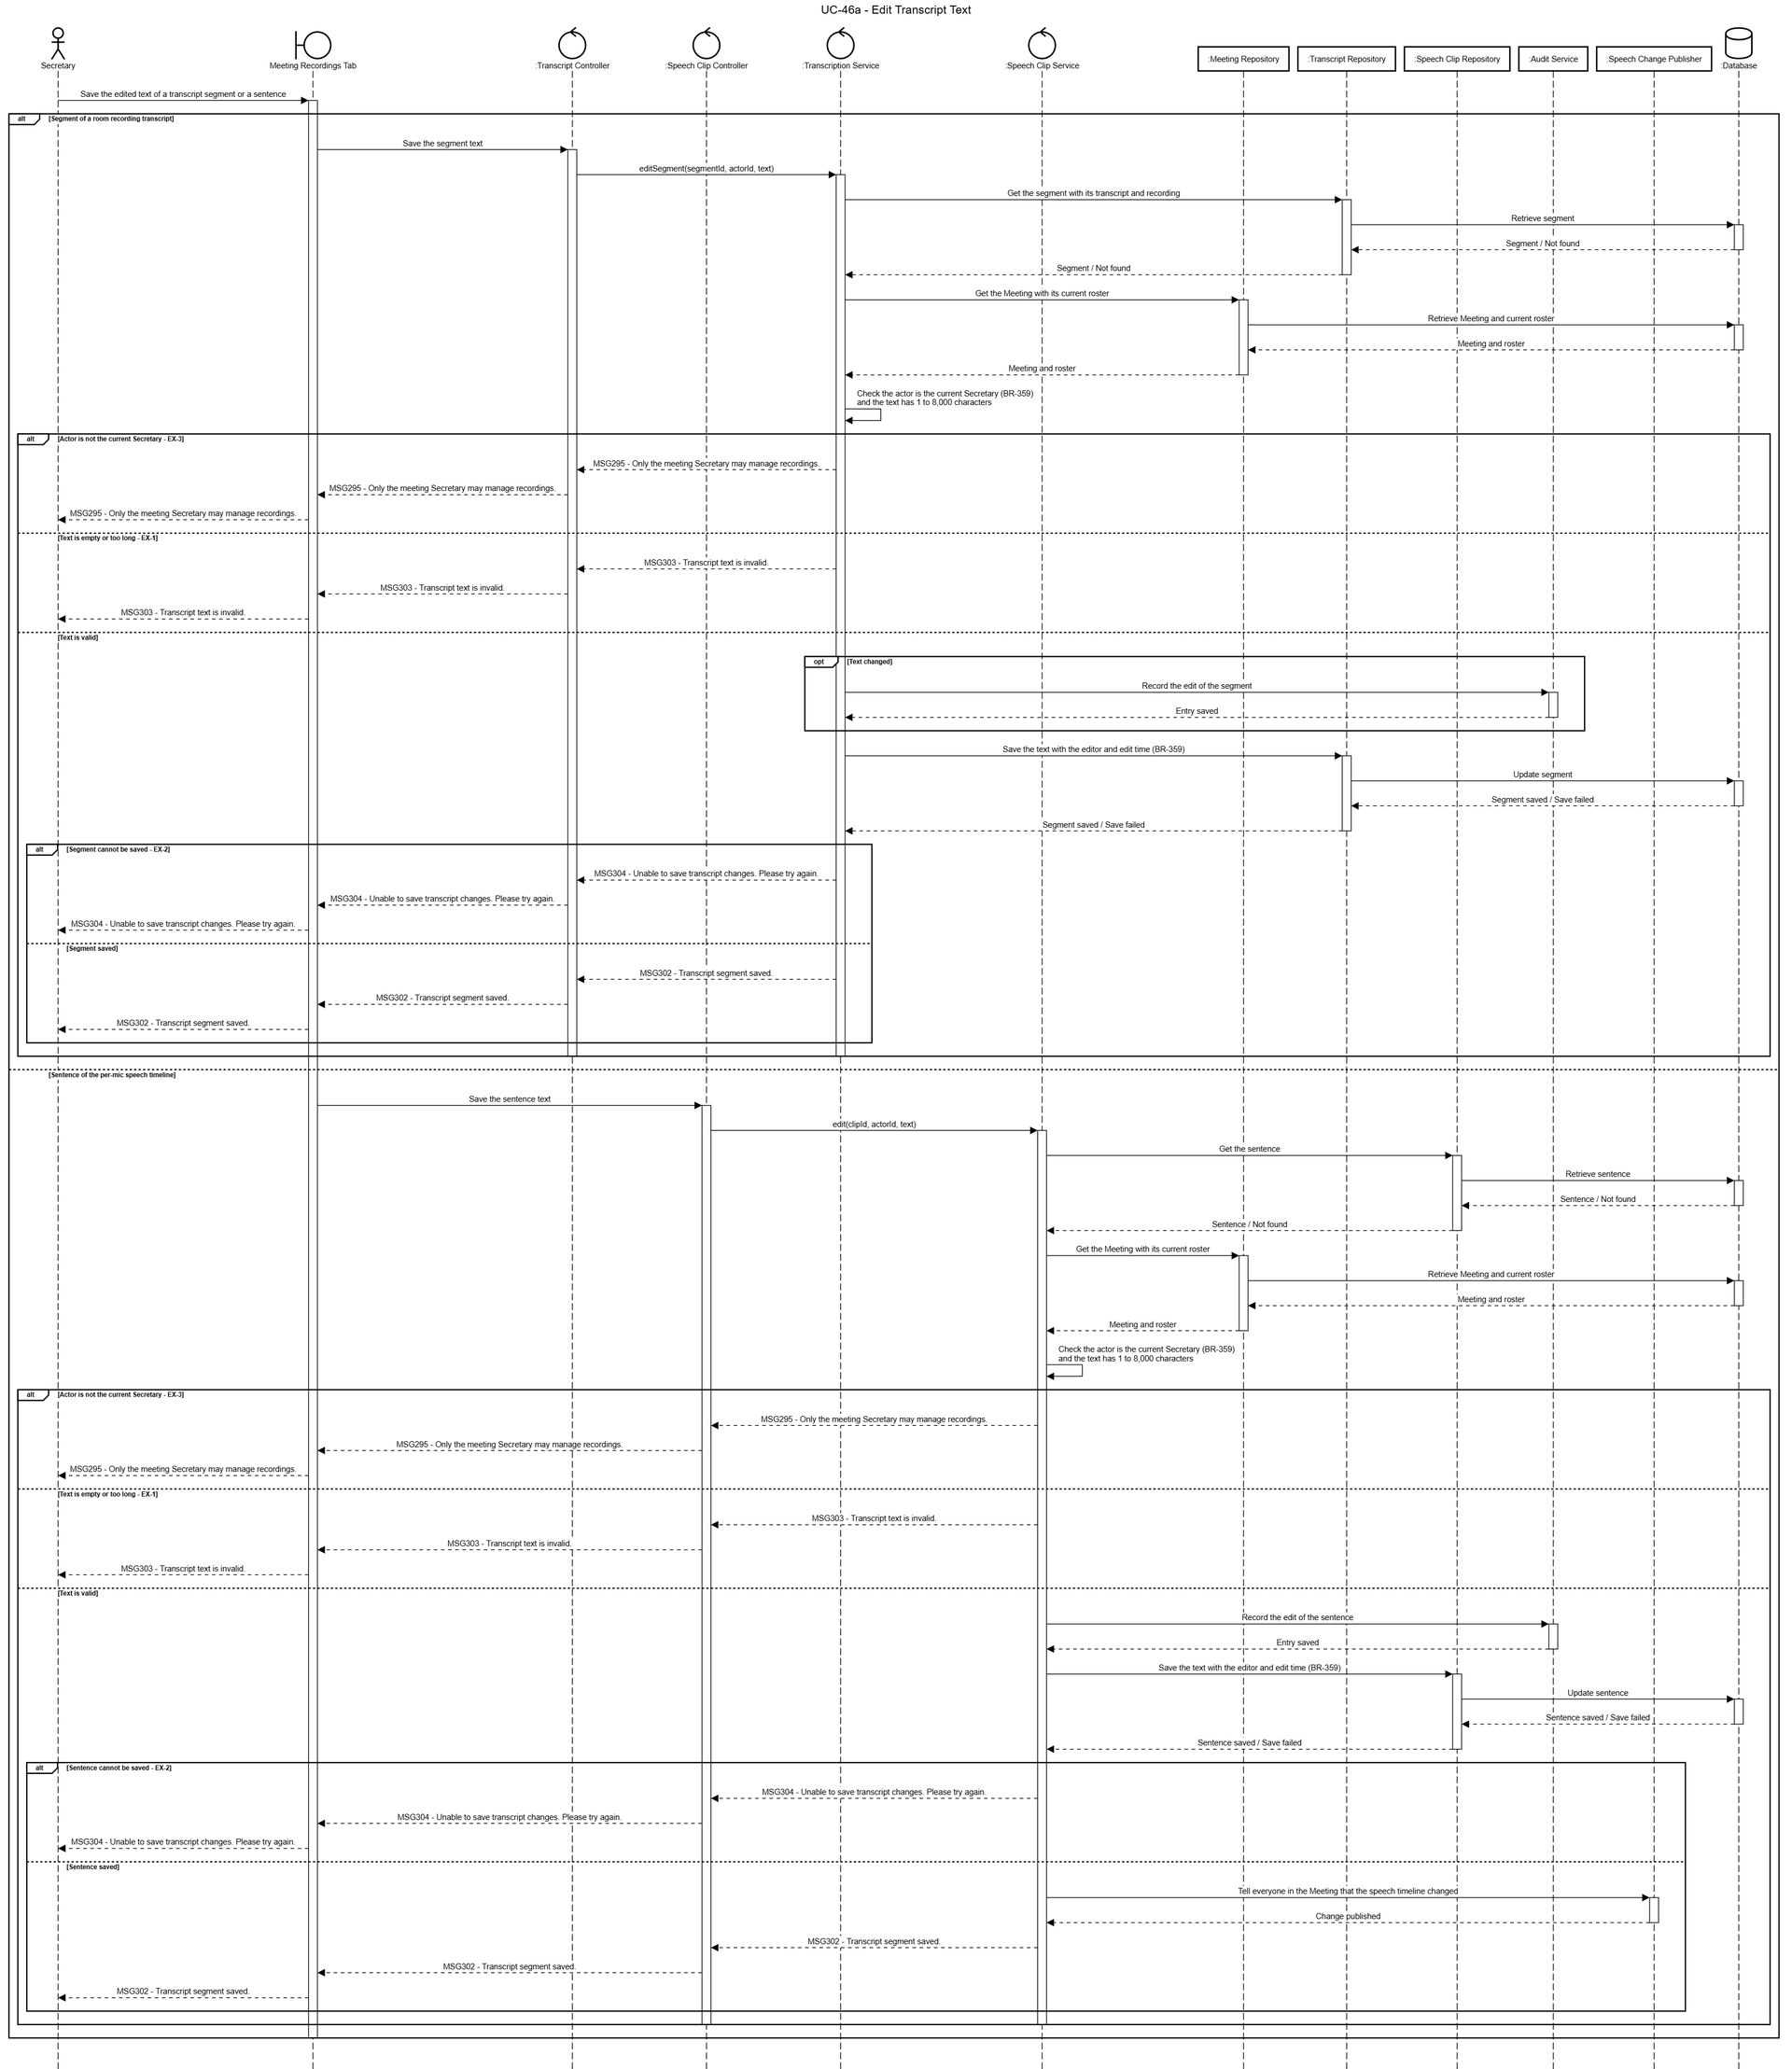 UC-46a - Edit Transcript Text
Secretary
Meeting Recordings Tab
:Transcript Controller
:Speech Clip Controller
:Transcription Service
:Speech Clip Service
:Meeting Repository
:Transcript Repository
:Speech Clip Repository
:Audit Service
:Speech Change Publisher
:Database
Save the edited text of a transcript segment or a sentence
alt [Segment of a room recording transcript]
Save the segment text
editSegment(segmentId, actorId, text)
Get the segment with its transcript and recording
Retrieve segment
Segment / Not found
Segment / Not found
Get the Meeting with its current roster
Retrieve Meeting and current roster
Meeting and roster
Meeting and roster
Check the actor is the current Secretary (BR-359)
and the text has 1 to 8,000 characters
alt [Actor is not the current Secretary - EX-3]
MSG295 - Only the meeting Secretary may manage recordings.
MSG295 - Only the meeting Secretary may manage recordings.
MSG295 - Only the meeting Secretary may manage recordings.
[Text is empty or too long - EX-1]
MSG303 - Transcript text is invalid.
MSG303 - Transcript text is invalid.
MSG303 - Transcript text is invalid.
[Text is valid]
opt [Text changed]
Record the edit of the segment
Entry saved
Save the text with the editor and edit time (BR-359)
Update segment
Segment saved / Save failed
Segment saved / Save failed
alt [Segment cannot be saved - EX-2]
MSG304 - Unable to save transcript changes. Please try again.
MSG304 - Unable to save transcript changes. Please try again.
MSG304 - Unable to save transcript changes. Please try again.
[Segment saved]
MSG302 - Transcript segment saved.
MSG302 - Transcript segment saved.
MSG302 - Transcript segment saved.
[Sentence of the per-mic speech timeline]
Save the sentence text
edit(clipId, actorId, text)
Get the sentence
Retrieve sentence
Sentence / Not found
Sentence / Not found
Get the Meeting with its current roster
Retrieve Meeting and current roster
Meeting and roster
Meeting and roster
Check the actor is the current Secretary (BR-359)
and the text has 1 to 8,000 characters
alt [Actor is not the current Secretary - EX-3]
MSG295 - Only the meeting Secretary may manage recordings.
MSG295 - Only the meeting Secretary may manage recordings.
MSG295 - Only the meeting Secretary may manage recordings.
[Text is empty or too long - EX-1]
MSG303 - Transcript text is invalid.
MSG303 - Transcript text is invalid.
MSG303 - Transcript text is invalid.
[Text is valid]
Record the edit of the sentence
Entry saved
Save the text with the editor and edit time (BR-359)
Update sentence
Sentence saved / Save failed
Sentence saved / Save failed
alt [Sentence cannot be saved - EX-2]
MSG304 - Unable to save transcript changes. Please try again.
MSG304 - Unable to save transcript changes. Please try again.
MSG304 - Unable to save transcript changes. Please try again.
[Sentence saved]
Tell everyone in the Meeting that the speech timeline changed
Change published
MSG302 - Transcript segment saved.
MSG302 - Transcript segment saved.
MSG302 - Transcript segment saved.